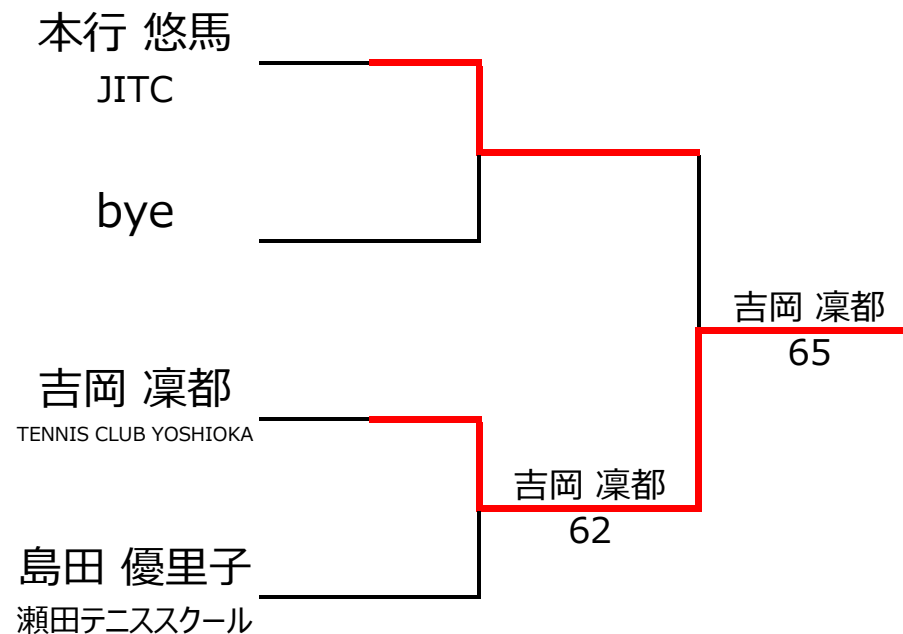 本行 悠馬
JITC
bye
吉岡 凜都
TENNIS CLUB YOSHIOKA
島田 優里子
瀬田テニススクール
吉岡 凜都
62
吉岡 凜都
65